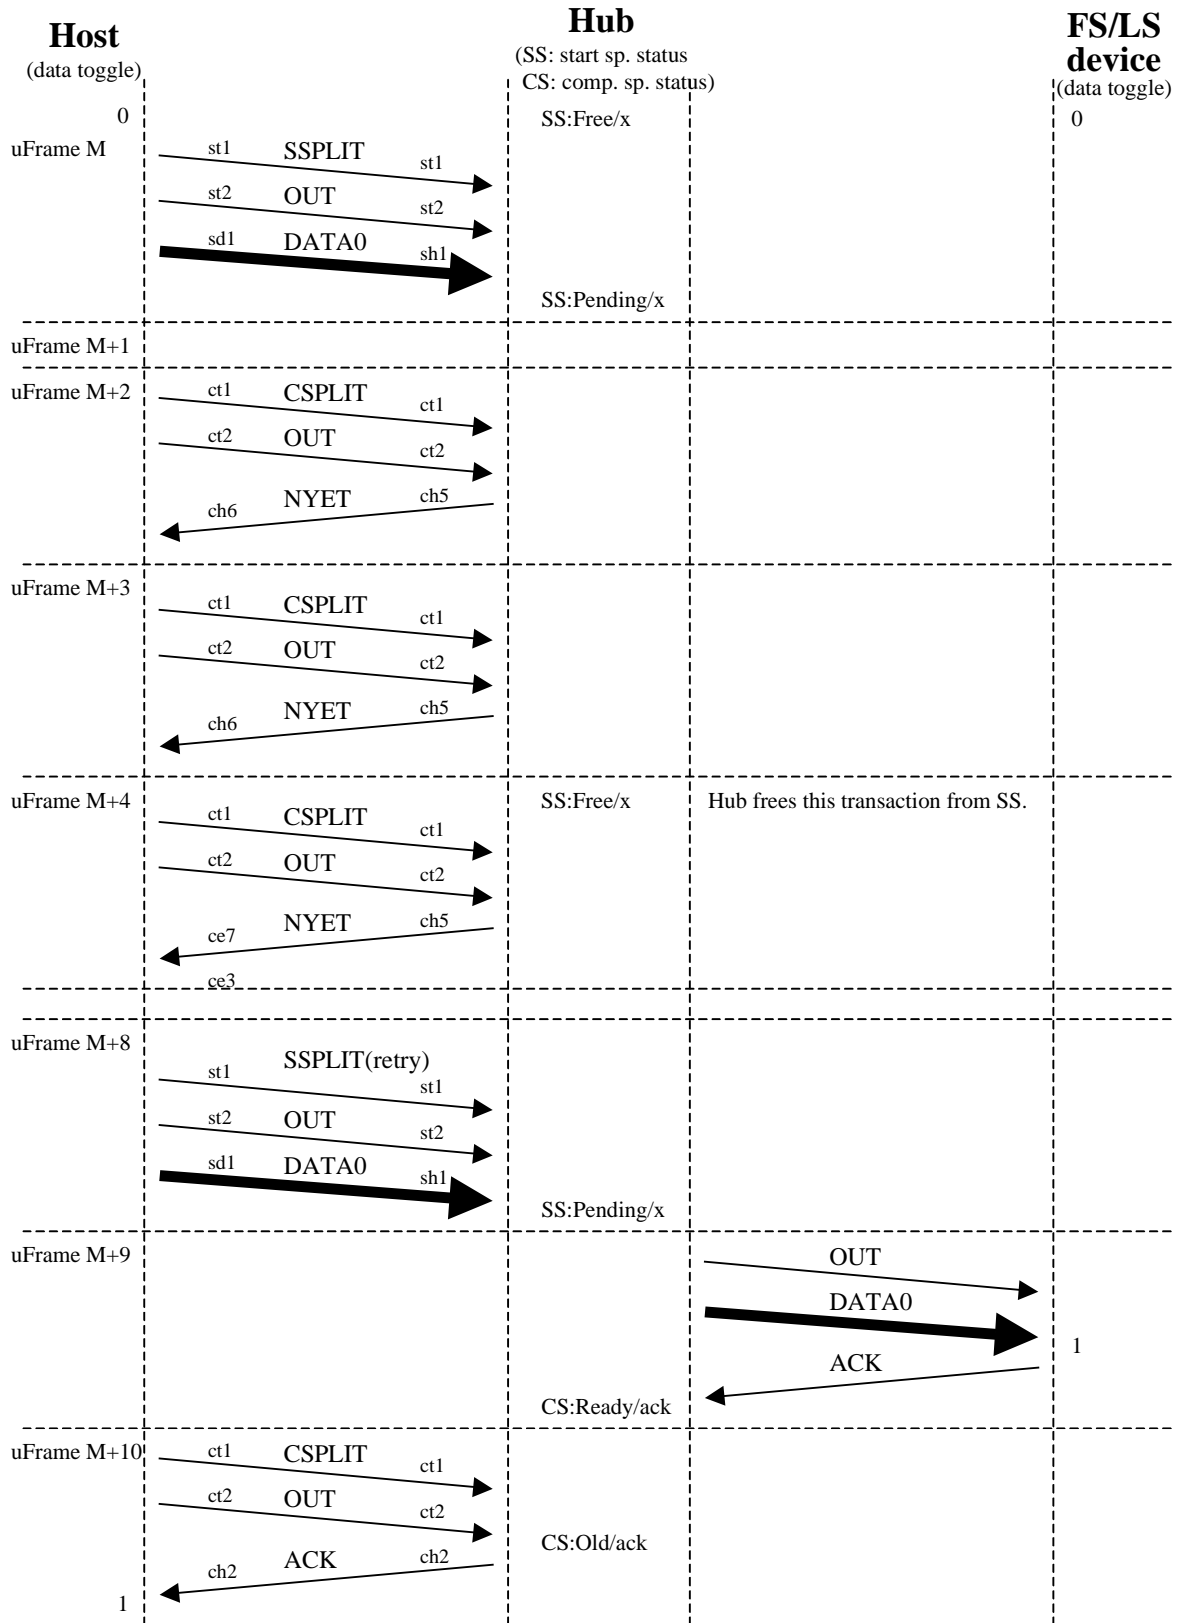 Host
(data toggle)
Hub
(SS: start sp. status
CS: comp. sp. status)
FS/LS
device
(data toggle)
0
SS:Free/x
0
uFrame M
st1 SSPLIT st1
st2 OUT st2
sd1 DATA0 sh1
SS:Pending/x
uFrame M+1
uFrame M+2
ct1 CSPLIT ct1
ct2 OUT ct2
ch6 NYET ch5
uFrame M+3
ct1 CSPLIT ct1
ct2 OUT ct2
ch6 NYET ch5
uFrame M+4
SS:Free/x
Hub frees this transaction from SS.
ct1 CSPLIT ct1
ct2 OUT ct2
ce7 NYET ch5
ce3
uFrame M+8
st1 SSPLIT(retry) st1
st2 OUT st2
sd1 DATA0 sh1
SS:Pending/x
uFrame M+9
OUT
DATA0
1
ACK
CS:Ready/ack
uFrame M+10
ct1 CSPLIT ct1
ct2 OUT ct2
CS:Old/ack
ch2 ACK ch2
1